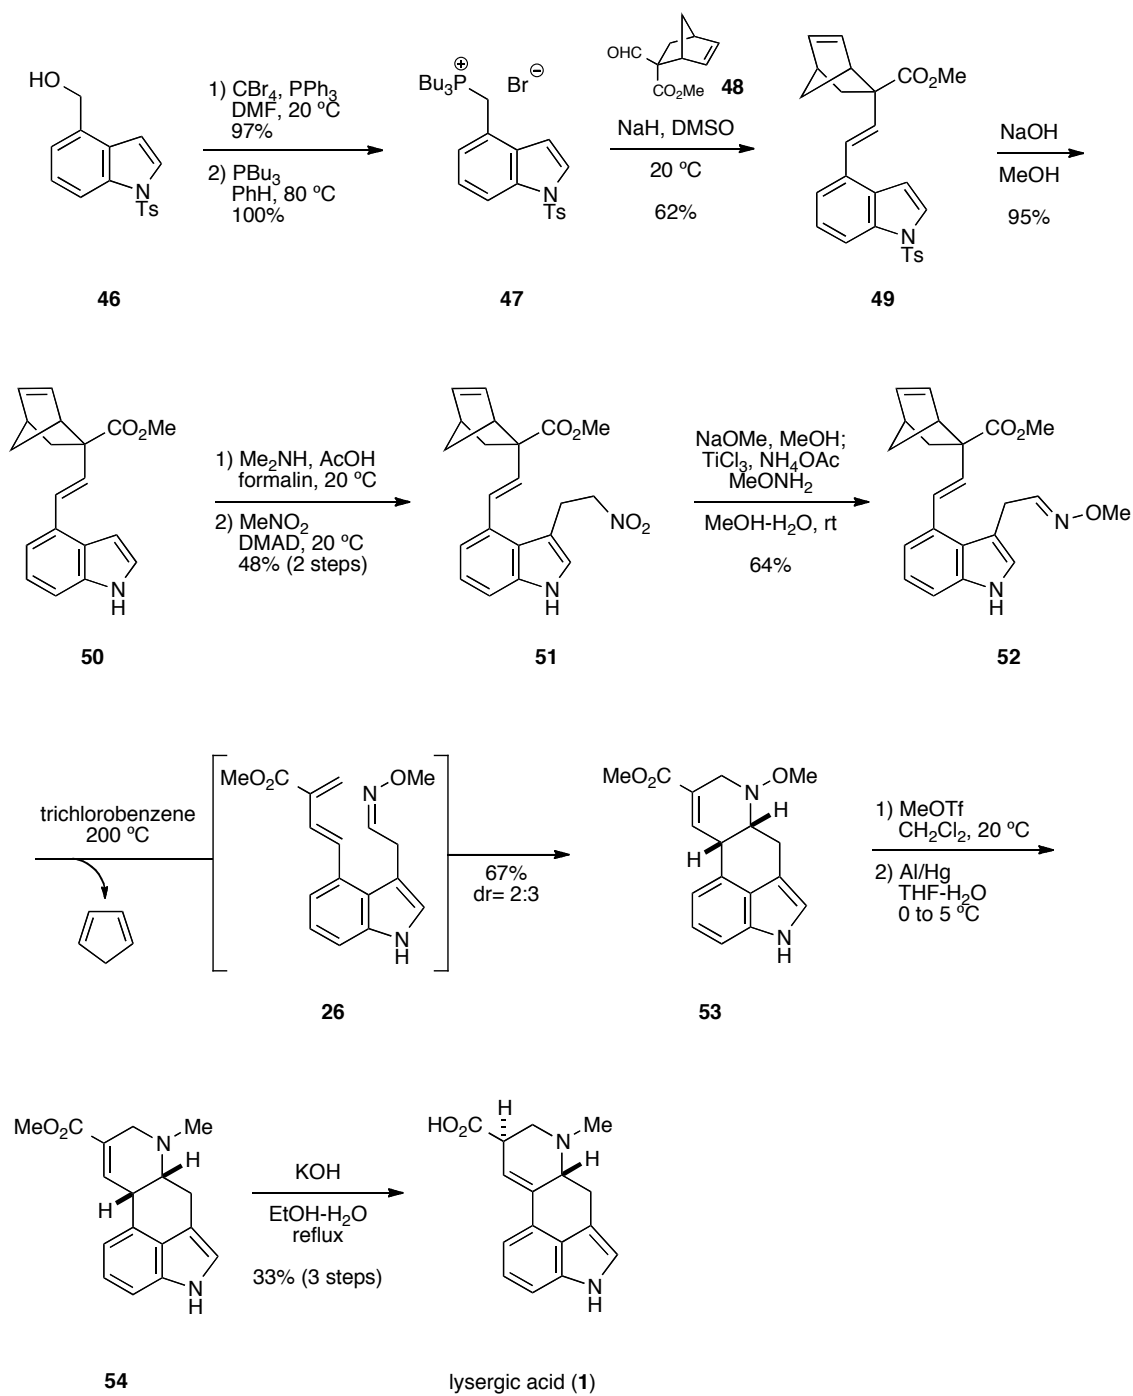 HO
N
Ts
46
1) CBr4, PPh3
DMF, 20 ºC
97%
2) PBu3
PhH, 80 ºC
100%
Bu3P⊕ Br⊖
N
Ts
47
OHC
CO2Me
48
NaH, DMSO
20 ºC
62%
CO2Me
N
Ts
49
NaOH
MeOH
95%
CO2Me
N
H
50
1) Me2NH, AcOH
formalin, 20 ºC
2) MeNO2
DMAD, 20 ºC
48% (2 steps)
CO2Me
NO2
N
H
51
NaOMe, MeOH;
TiCl3, NH4OAc
MeONH2
MeOH-H2O, rt
64%
CO2Me
N OMe
N
H
52
trichlorobenzene
200 ºC
MeO2C
N OMe
N
H
26
67%
dr= 2:3
MeO2C
N OMe
H
H
N
H
53
1) MeOTf
CH2Cl2, 20 ºC
2) Al/Hg
THF-H2O
0 to 5 ºC
MeO2C
N Me
H
H
N
H
54
KOH
EtOH-H2O
reflux
33% (3 steps)
H
HO2C
N Me
H
N
H
lysergic acid (1)